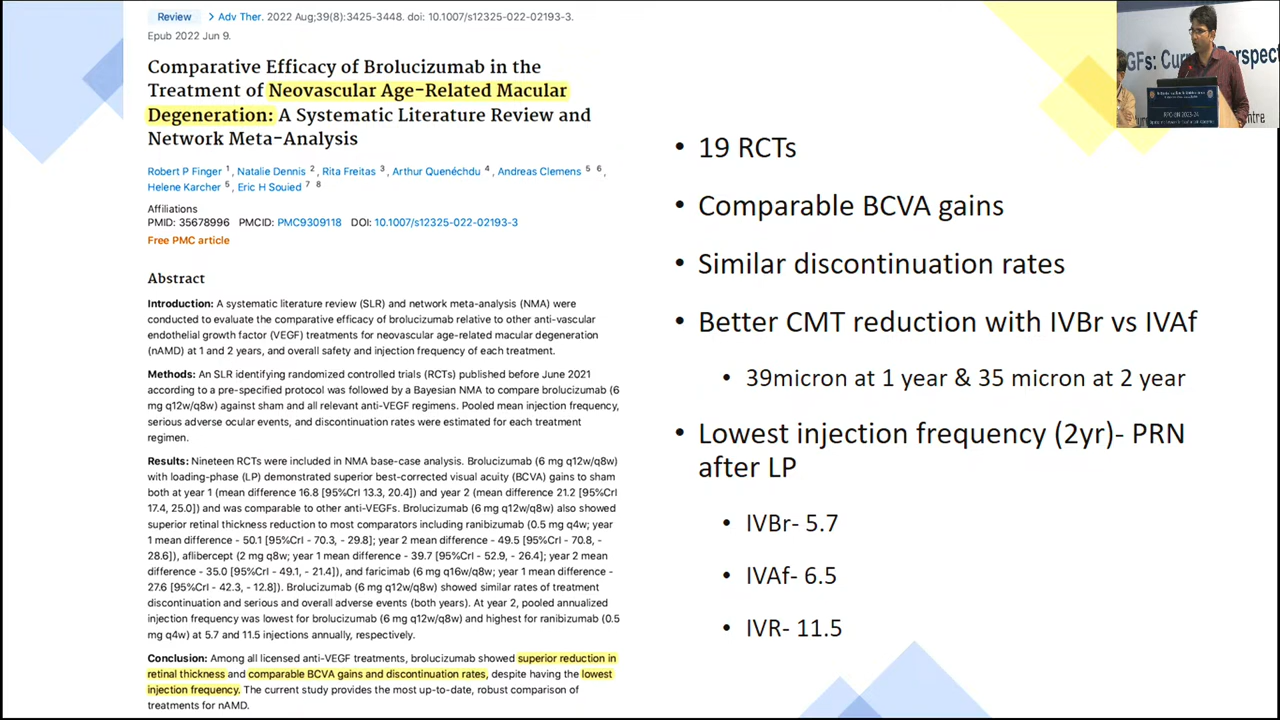 Review > Adv Ther. 2022 Aug;39(8):3425-3448. doi: 10.1007/s12325-022-02193-3.
Epub 2022 Jun 9.
Comparative Efficacy of Brolucizumab in the
Treatment of Neovascular Age-Related Macular
Degeneration: A Systematic Literature Review and
Network Meta-Analysis
Robert P Finger 1, Natalie Dennis 2, Rita Freitas 3, Arthur Quenéchdu 4, Andreas Clemens 5 6,
Helene Karcher 5, Eric H Souied 7 8
Affiliations
PMID: 35678996 PMCID: PMC9309118 DOI: 10.1007/s12325-022-02193-3
Free PMC article
Abstract
Introduction: A systematic literature review (SLR) and network meta-analysis (NMA) were
conducted to evaluate the comparative efficacy of brolucizumab relative to other anti-vascular
endothelial growth factor (VEGF) treatments for neovascular age-related macular degeneration
(nAMD) at 1 and 2 years, and overall safety and injection frequency of each treatment.
Methods: An SLR identifying randomized controlled trials (RCTs) published before June 2021
according to a pre-specified protocol was followed by a Bayesian NMA to compare brolucizumab (6
mg q12w/q8w) against sham and all relevant anti-VEGF regimens. Pooled mean injection frequency,
serious adverse ocular events, and discontinuation rates were estimated for each treatment
regimen.
Results: Nineteen RCTs were included in NMA base-case analysis. Brolucizumab (6 mg q12w/q8w)
with loading-phase (LP) demonstrated superior best-corrected visual acuity (BCVA) gains to sham
both at year 1 (mean difference 16.8 [95%CrI 13.3, 20.4]) and year 2 (mean difference 21.2 [95%CrI
17.4, 25.0]) and was comparable to other anti-VEGFs. Brolucizumab (6 mg q12w/q8w) also showed
superior retinal thickness reduction to most comparators including ranibizumab (0.5 mg q4w; year
1 mean difference - 50.1 [95%CrI - 70.3, - 29.8]; year 2 mean difference - 49.5 [95%CrI - 70.8, -
28.6]), aflibercept (2 mg q8w; year 1 mean difference - 39.7 [95%CrI - 52.9, - 26.4]; year 2 mean
difference - 35.0 [95%CrI - 49.1, - 21.4]), and faricimab (6 mg q16w/q8w; year 1 mean difference -
27.6 [95%CrI - 42.3, - 12.8]). Brolucizumab (6 mg q12w/q8w) showed similar rates of treatment
discontinuation and serious and overall adverse events (both years). At year 2, pooled annualized
injection frequency was lowest for brolucizumab (6 mg q12w/q8w) and highest for ranibizumab (0.5
mg q4w) at 5.7 and 11.5 injections annually, respectively.
Conclusion: Among all licensed anti-VEGF treatments, brolucizumab showed superior reduction in
retinal thickness and comparable BCVA gains and discontinuation rates, despite having the lowest
injection frequency. The current study provides the most up-to-date, robust comparison of
treatments for nAMD.
• 19 RCTs
• Comparable BCVA gains
• Similar discontinuation rates
• Better CMT reduction with IVBr vs IVAf
• 39micron at 1 year & 35 micron at 2 year
• Lowest injection frequency (2yr)- PRN
after LP
• IVBr- 5.7
• IVAf- 6.5
• IVR- 11.5